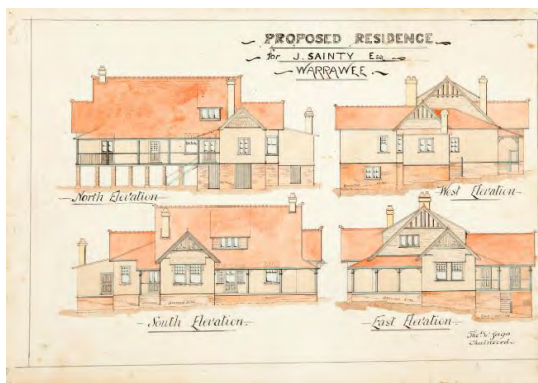 PROPOSED RESIDENCE
for J. SAINTY Esq.
WARRAWEE
North Elevation
West Elevation
South Elevation
East Elevation
Chatswood